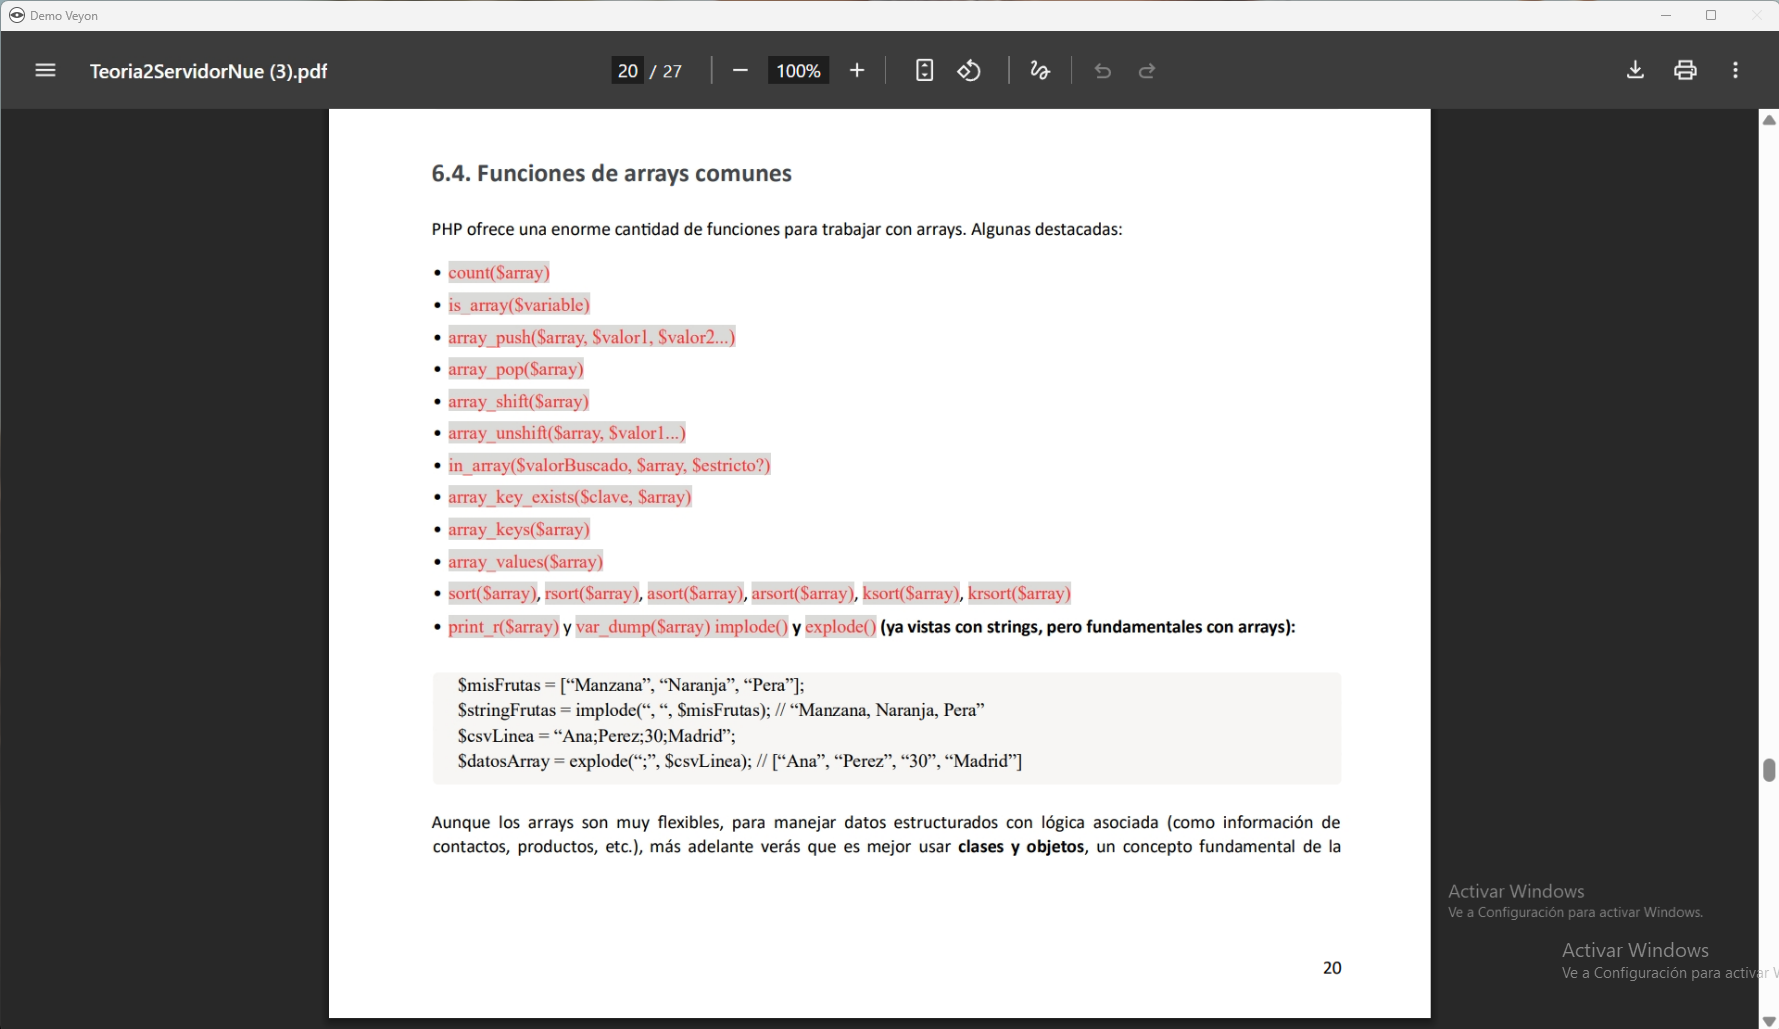 Demo Veyon
Teoria2ServidorNue (3).pdf
20 / 27
100%
6.4. Funciones de arrays comunes
PHP ofrece una enorme cantidad de funciones para trabajar con arrays. Algunas destacadas:
• count($array)
• is_array($variable)
• array_push($array, $valor1, $valor2...)
• array_pop($array)
• array_shift($array)
• array_unshift($array, $valor1...)
• in_array($valorBuscado, $array, $estricto?)
• array_key_exists($clave, $array)
• array_keys($array)
• array_values($array)
• sort($array), rsort($array), asort($array), arsort($array), ksort($array), krsort($array)
• print_r($array) y var_dump($array) implode() y explode() (ya vistas con strings, pero fundamentales con arrays):
$misFrutas = [“Manzana”, “Naranja”, “Pera”];
$stringFrutas = implode(“, “, $misFrutas); // “Manzana, Naranja, Pera”
$csvLinea = “Ana;Perez;30;Madrid”;
$datosArray = explode(“;”, $csvLinea); // [“Ana”, “Perez”, “30”, “Madrid”]
Aunque los arrays son muy flexibles, para manejar datos estructurados con lógica asociada (como información de
contactos, productos, etc.), más adelante verás que es mejor usar clases y objetos, un concepto fundamental de la
20
Activar Windows
Ve a Configuración para activar Windows.
Activar Windows
Ve a Configuración para activar W